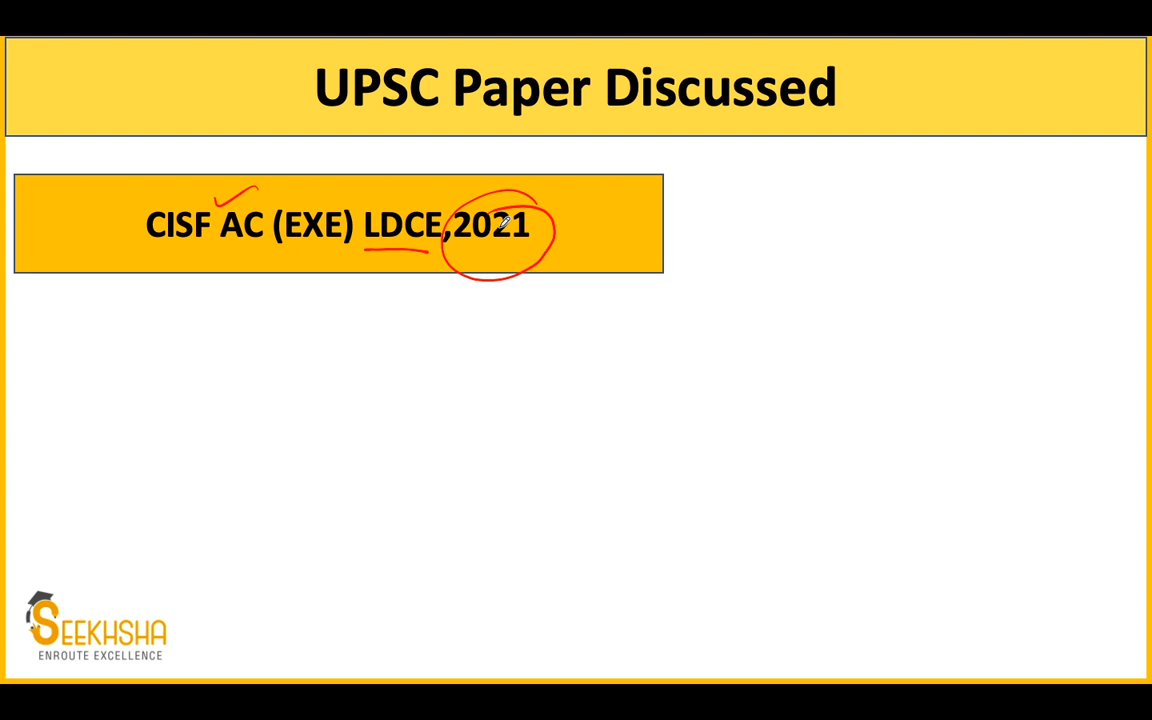 UPSC Paper Discussed
CISF AC (EXE) LDCE,2021
SEEKHSHA
ENROUTE EXCELLENCE